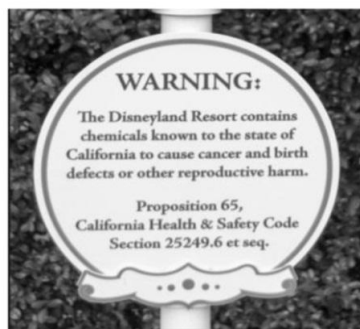 WARNING:
The Disneyland Resort contains
chemicals known to the state of
California to cause cancer and birth
defects or other reproductive harm.
Proposition 65,
California Health & Safety Code
Section 25249.6 et seq.